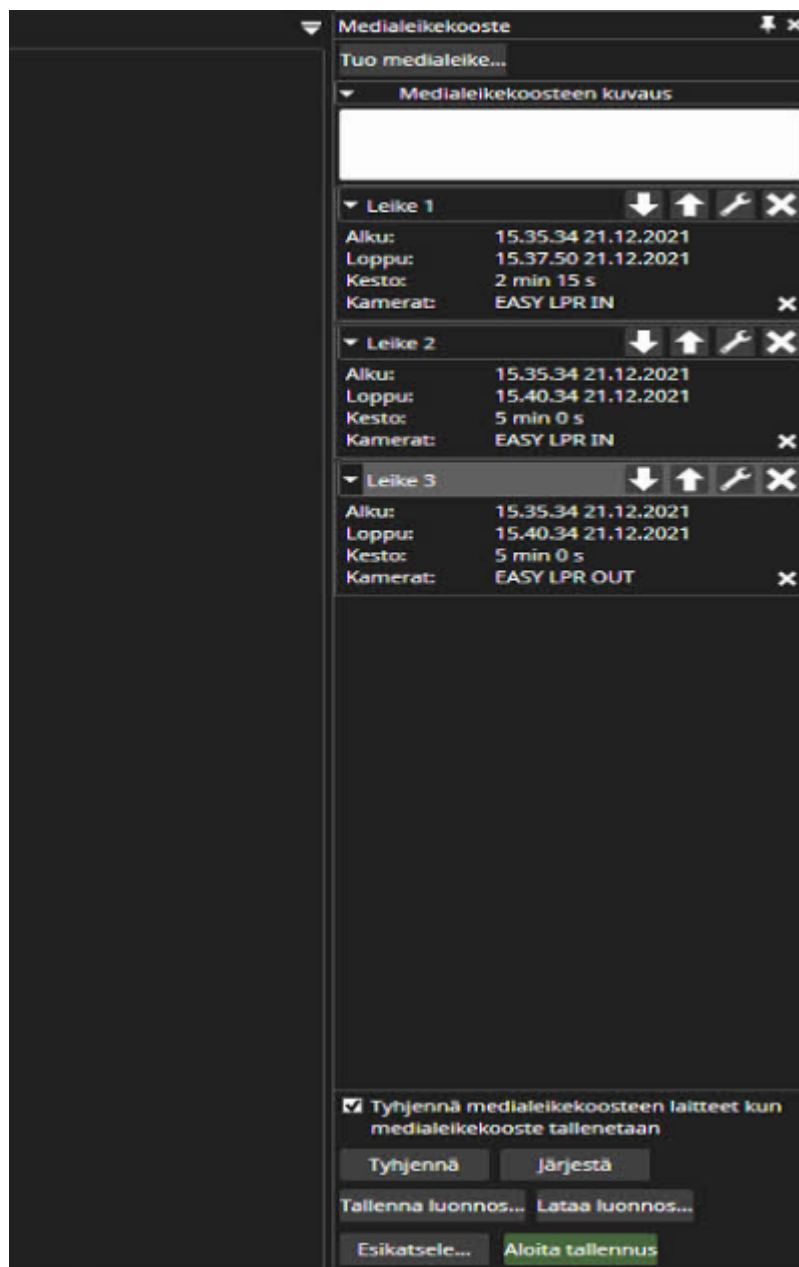 Medialeikekooste
Tuo medialeike...
Medialeikekoosteen kuvaus
Leike 1
Alku: 15.35.34 21.12.2021
Loppu: 15.37.50 21.12.2021
Kesto: 2 min 15 s
Kamerat: EASY LPR IN
Leike 2
Alku: 15.35.34 21.12.2021
Loppu: 15.40.34 21.12.2021
Kesto: 5 min 0 s
Kamerat: EASY LPR IN
Leike 3
Alku: 15.35.34 21.12.2021
Loppu: 15.40.34 21.12.2021
Kesto: 5 min 0 s
Kamerat: EASY LPR OUT
Tyhjennä medialeikekoosteen laitteet kun
medialeikekooste tallenetaan
Tyhjennä Järjestä
Tallenna luonnos... Lataa luonnos...
Esikatsele... Aloita tallennus